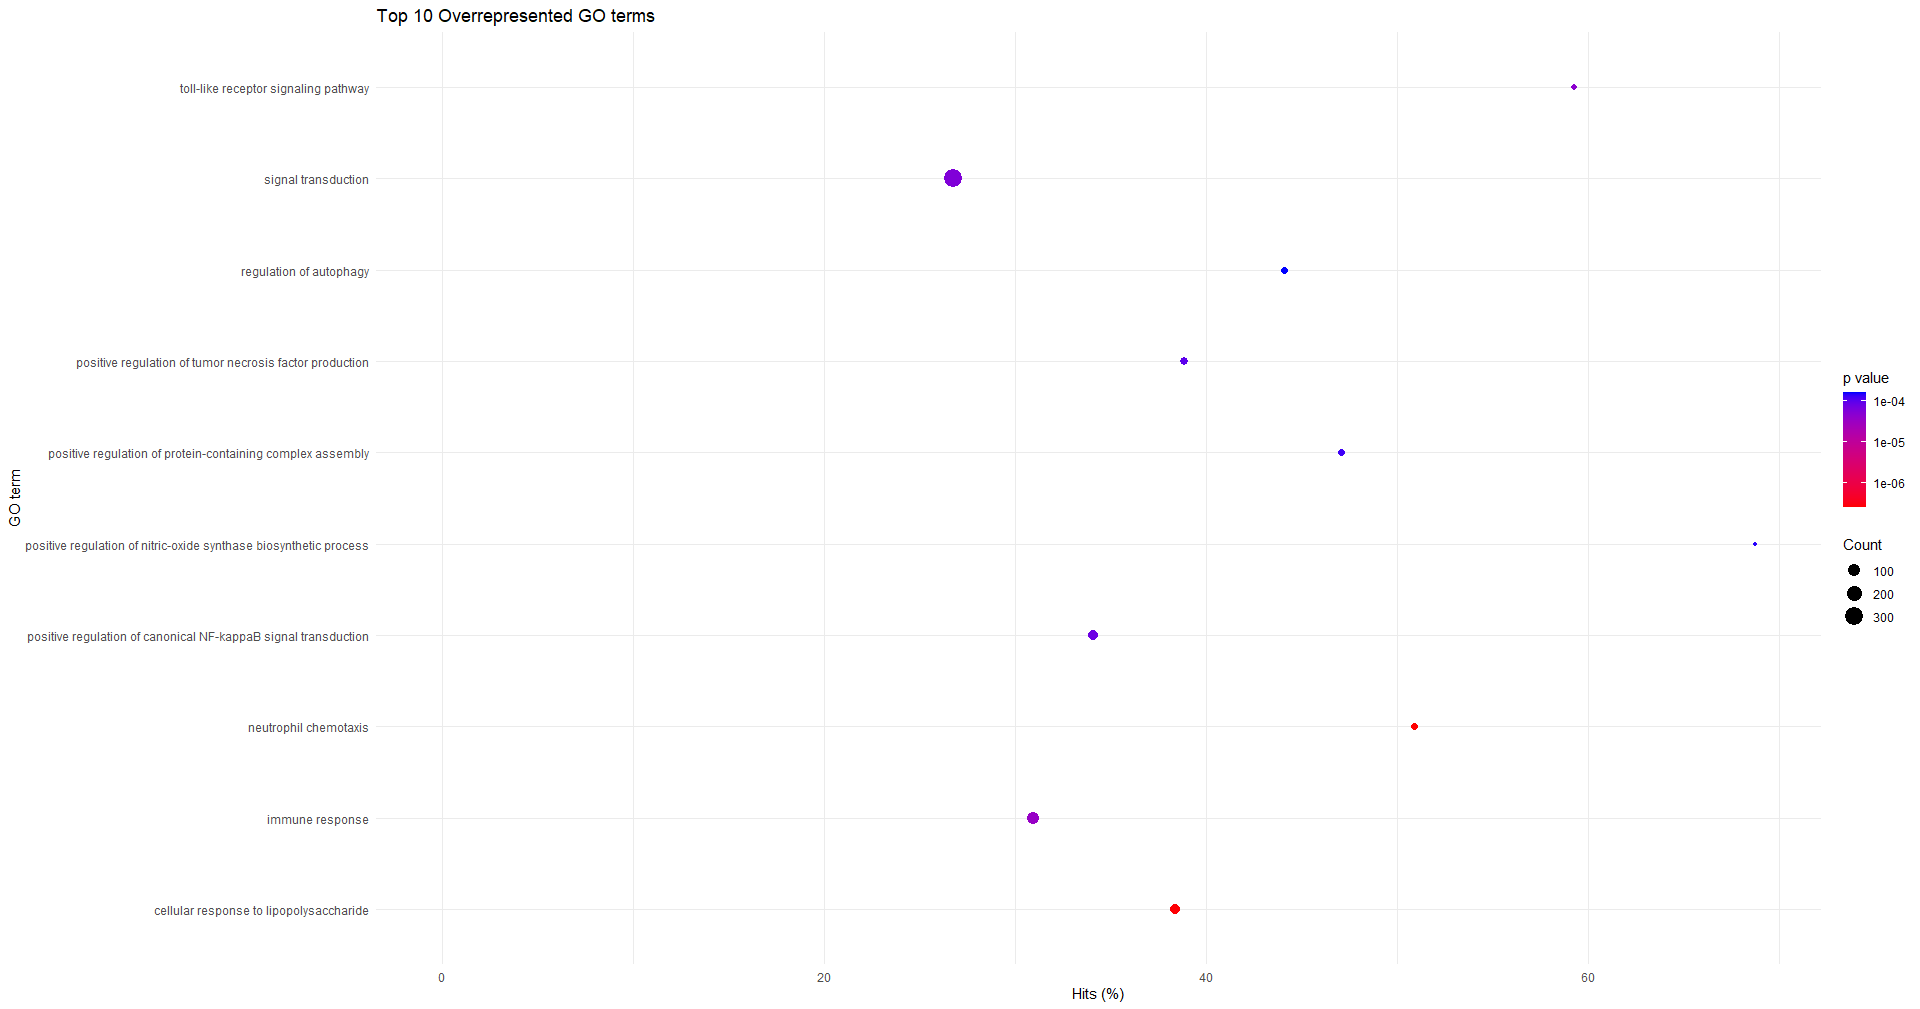 Top 10 Overrepresented GO terms
toll-like receptor signaling pathway
signal transduction
regulation of autophagy
positive regulation of tumor necrosis factor production
positive regulation of protein-containing complex assembly
positive regulation of nitric-oxide synthase biosynthetic process
positive regulation of canonical NF-kappaB signal transduction
neutrophil chemotaxis
immune response
cellular response to lipopolysaccharide
GO term
0 20 40 60
Hits (%)
p value
1e-04
1e-05
1e-06
Count
100
200
300